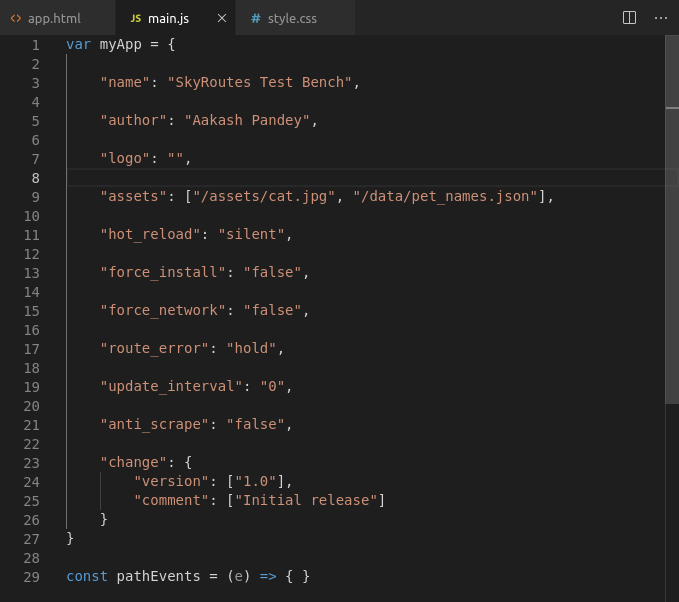 app.html JS main.js # style.css
1 var myApp = {
2
3 "name": "SkyRoutes Test Bench",
4
5 "author": "Aakash Pandey",
6
7 "logo": "",
8
9 "assets": ["/assets/cat.jpg", "/data/pet_names.json"],
10
11 "hot_reload": "silent",
12
13 "force_install": "false",
14
15 "force_network": "false",
16
17 "route_error": "hold",
18
19 "update_interval": "0",
20
21 "anti_scrape": "false",
22
23 "change": {
24 "version": ["1.0"],
25 "comment": ["Initial release"]
26 }
27 }
28
29 const pathEvents = (e) => { }